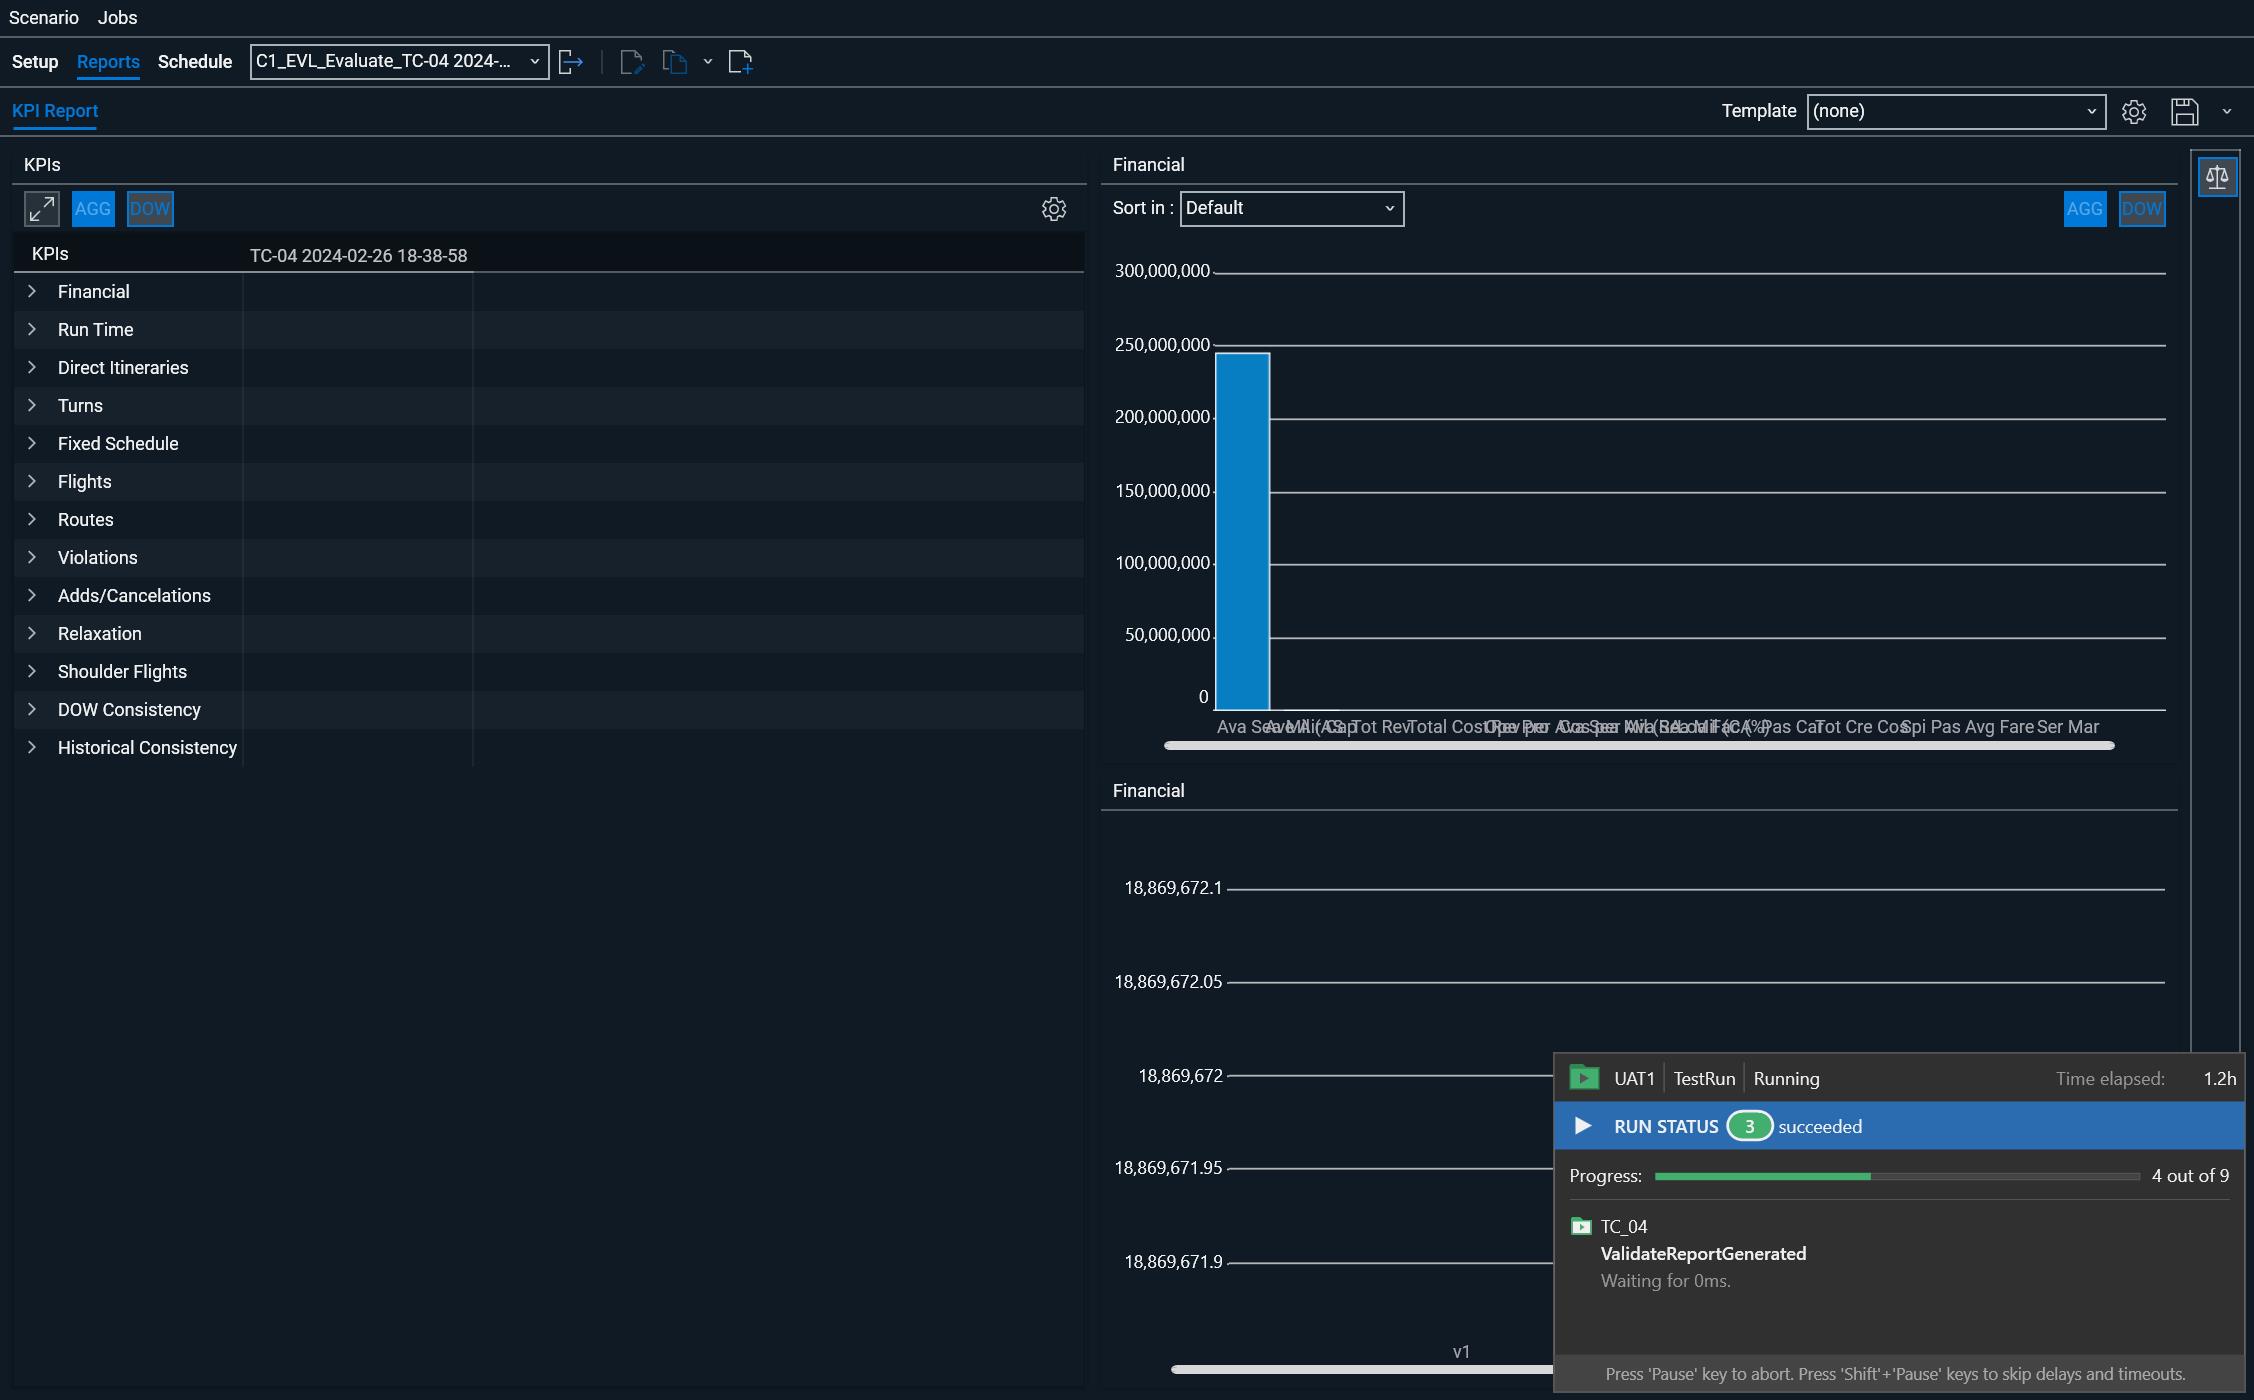 Scenario Jobs
Setup Reports Schedule C1_EVL_Evaluate_TC-04 2024-...
KPI Report Template (none)
KPIs
AGG DOW
KPIs TC-04 2024-02-26 18-38-58
Financial
Run Time
Direct Itineraries
Turns
Fixed Schedule
Flights
Routes
Violations
Adds/Cancelations
Relaxation
Shoulder Flights
DOW Consistency
Historical Consistency
Financial
Sort in : Default AGG DOW
300,000,000
250,000,000
200,000,000
150,000,000
100,000,000
50,000,000
0
Ava Tot Rev Total Cost Pas Car Tot Cre Cos Spi Pas Avg Fare Ser Mar
Financial
18,869,672.1
18,869,672.05
18,869,672
18,869,671.95
18,869,671.9
v1
UAT1 TestRun Running Time elapsed: 1.2h
RUN STATUS 3 succeeded
Progress: 4 out of 9
TC_04
ValidateReportGenerated
Waiting for 0ms.
Press 'Pause' key to abort. Press 'Shift'+'Pause' keys to skip delays and timeouts.